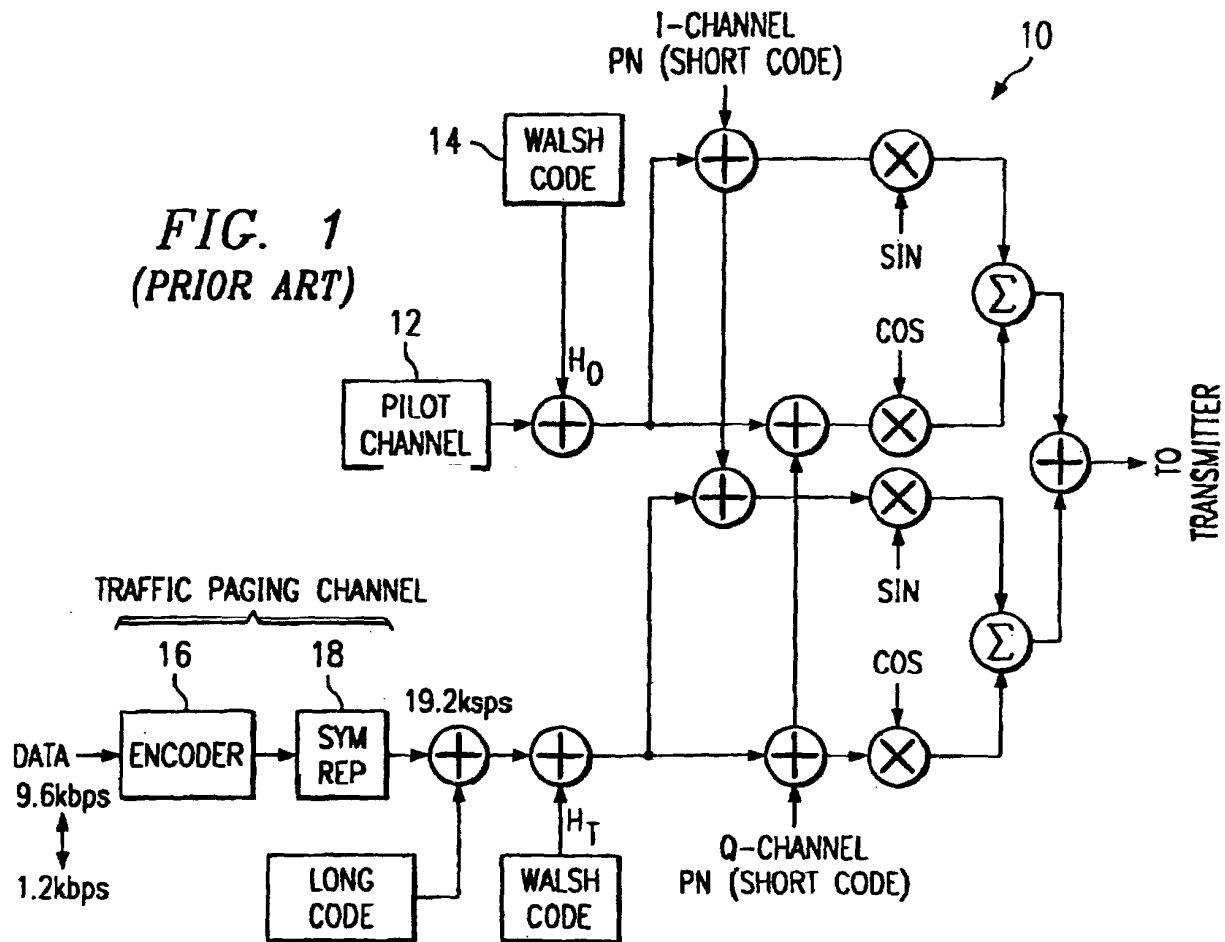 I-CHANNEL
PN (SHORT CODE)
10
14
WALSH
CODE
FIG. 1
(PRIOR ART)
SIN
Σ
12
H0
COS
PILOT
CHANNEL
TO
TRANSMITTER
SIN
TRAFFIC PAGING CHANNEL
Σ
16
18
COS
19.2ksps
DATA
ENCODER
SYM
REP
9.6kbps
1.2kbps
HT
LONG
CODE
WALSH
CODE
Q-CHANNEL
PN (SHORT CODE)